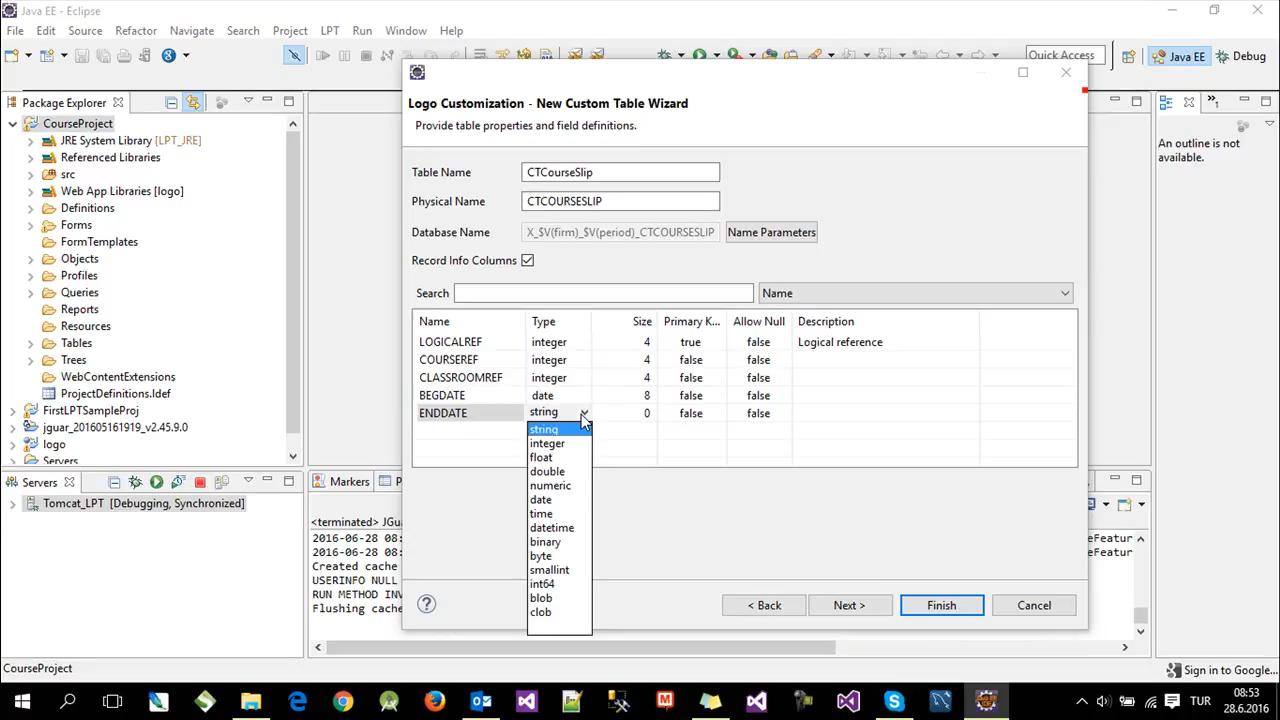 Java EE - Eclipse
File Edit Source Refactor Navigate Search Project LPT Run Window Help
Quick Access
Java EE
Debug
Package Explorer
CourseProject
JRE System Library [LPT_JRE]
Referenced Libraries
src
Web App Libraries [logo]
Definitions
Forms
FormTemplates
Objects
Profiles
Queries
Reports
Resources
Tables
Trees
WebContentExtensions
ProjectDefinitions.ldef
FirstLPTSampleProj
jguar_201605161919_v2.45.9.0
logo
Servers
Servers
Tomcat_LPT [Debugging, Synchronized]
Logo Customization - New Custom Table Wizard
Provide table properties and field definitions.
Table Name CTCourseSlip
Physical Name CTCOURSESLIP
Database Name X_$V(firm)_$V(period)_CTCOURSESLIP Name Parameters
Record Info Columns
Search Name
Name Type Size Primary K... Allow Null Description
LOGICALREF integer 4 true false Logical reference
COURSEREF integer 4 false false
CLASSROOMREF integer 4 false false
BEGDATE date 8 false false
ENDDATE string 0 false false
string
integer
float
double
numeric
date
time
datetime
binary
byte
smallint
int64
blob
clob
< Back Next > Finish Cancel
An outline is not
available.
Markers P
<terminated> JGu
2016-06-28 08:
2016-06-28 08:
Created cache
USERINFO NULL
RUN METHOD INV
Flushing cache
eFeatur
eFeatur
CourseProject
Sign in to Google...
TUR
08:53
28.6.2016